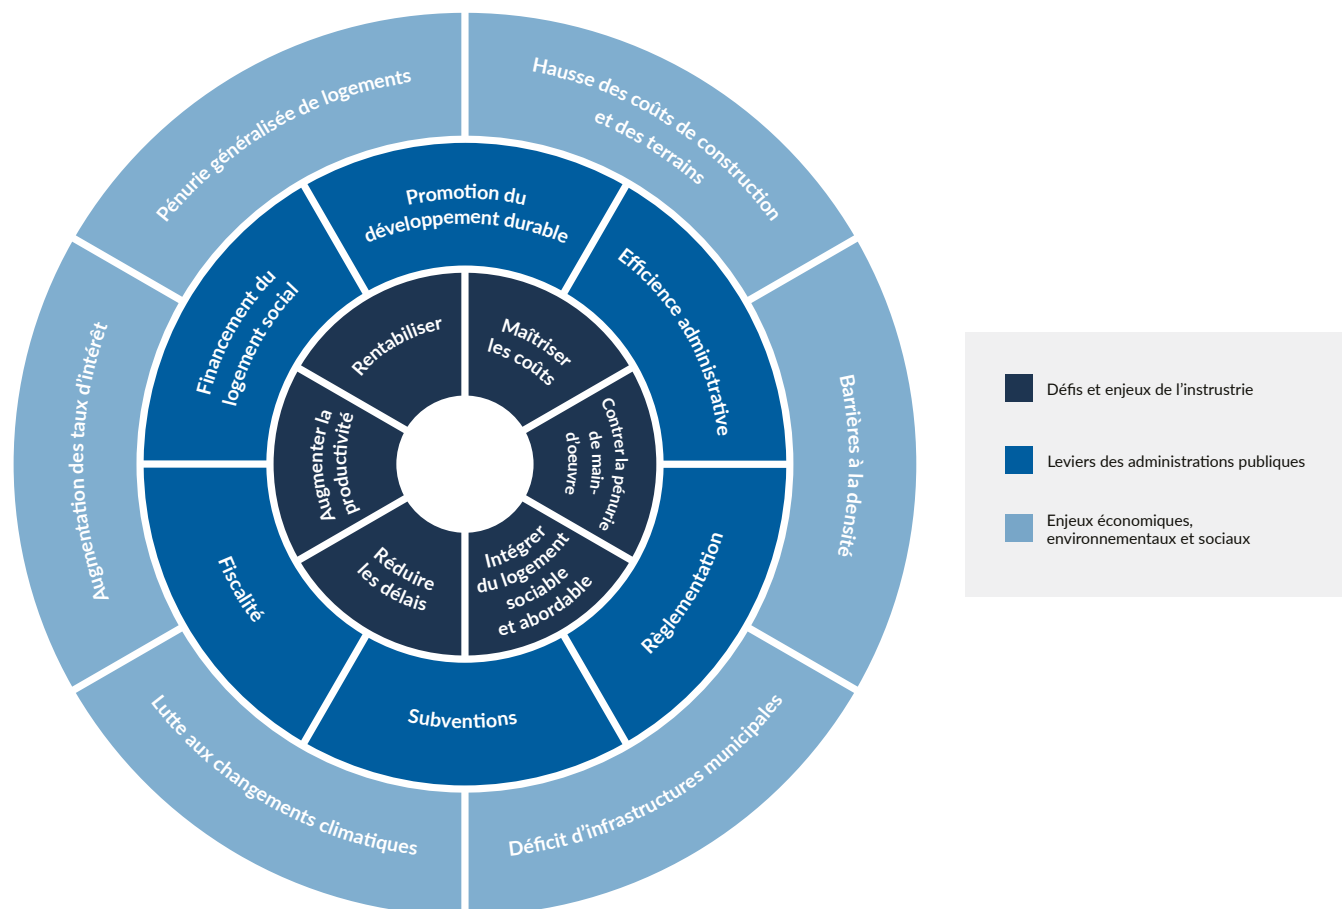 Pénurie généralisée de logements
Hausse des coûts de construction
et des terrains
Barrières à la densité
Déficit d'infrastructures municipales
Lutte aux changements climatiques
Augmentation des taux d'intérêt
Promotion du
développement durable
Efficience administrative
Règlementation
Subventions
Fiscalité
Financement du
logement social
Rentabiliser
Maîtriser
les coûts
Contrer la pénurie
de main-
d'oeuvre
Intégrer
du logement
sociable
et abordable
Réduire
les délais
Augmenter la
productivité
Défis et enjeux de l'instrustrie
Leviers des administrations publiques
Enjeux économiques,
environnementaux et sociaux